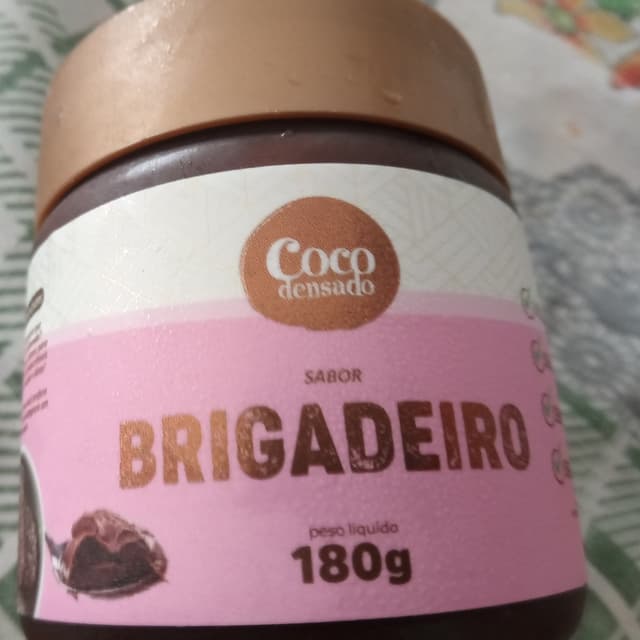 Coco
densado
SABOR
BRIGADEIRO
peso líquido
180g